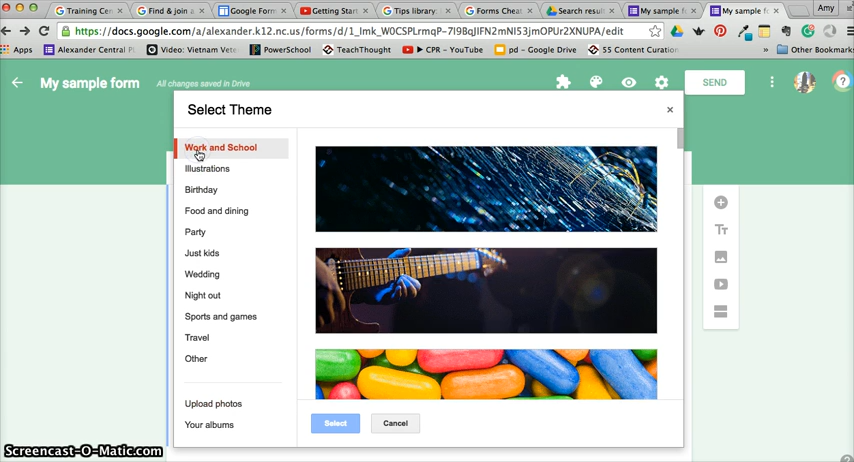 Training Cen
Find & join a
Google Form
Getting Start
Tips library:
Forms Cheat
Search result
My sample f
My sample fo
Amy
https://docs.google.com/a/alexander.k12.nc.us/forms/d/1_lmk_W0CSPLrmqP-7I9BqJIFN2mNI53jmOPUr2XNUPA/edit
Apps
Alexander Central
Video: Vietnam Vete
PowerSchool
TeachThought
CPR - YouTube
pd - Google Drive
55 Content Curation
»
Other Bookmarks
My sample form
All changes saved in Drive
SEND
Select Theme
×
Work and School
Illustrations
Birthday
Food and dining
Party
Just kids
Wedding
Night out
Sports and games
Travel
Other
Upload photos
Your albums
Select
Cancel
Tт
?
Screencast-O-Matic.com